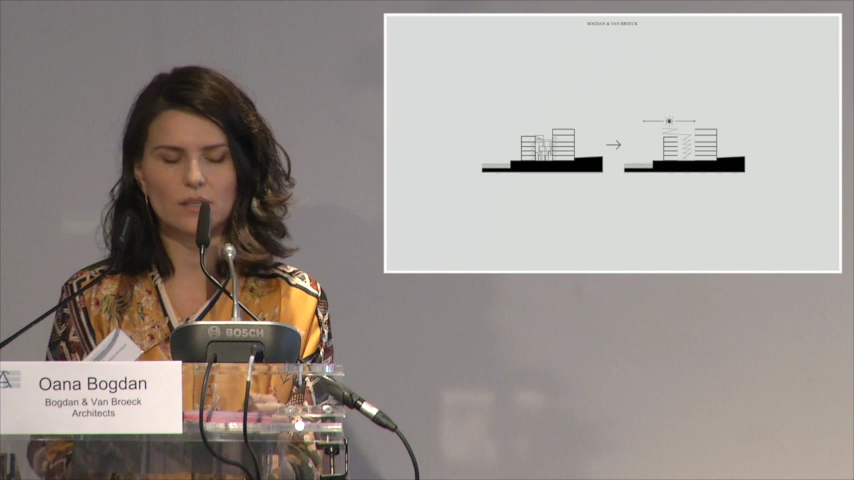 BOGDAN & VAN BROECK
BOSCH
Oana Bogdan
Bogdan & Van Broeck
Architects